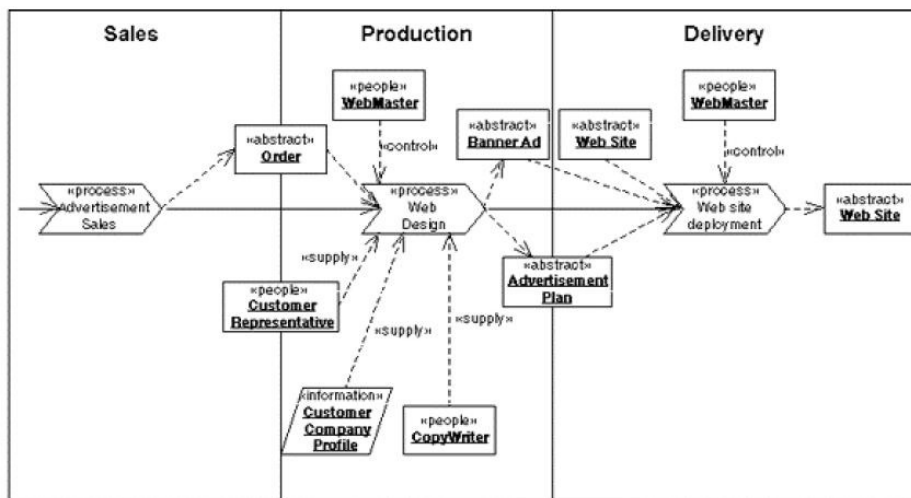 Sales
Production
Delivery
«people»
WebMaster
«people»
WebMaster
«abstract»
Order
«control»
«abstract»
Banner Ad
«abstract»
Web Site
«control»
«process»
Advertisement
Sales
«process»
Web
Design
«process»
Web site
deployment
«abstract»
Web Site
«supply»
«people»
Customer
Representative
«abstract»
Advertisement
Plan
«supply»
«supply»
«information»
Customer
Company
Profile
«people»
CopyWriter